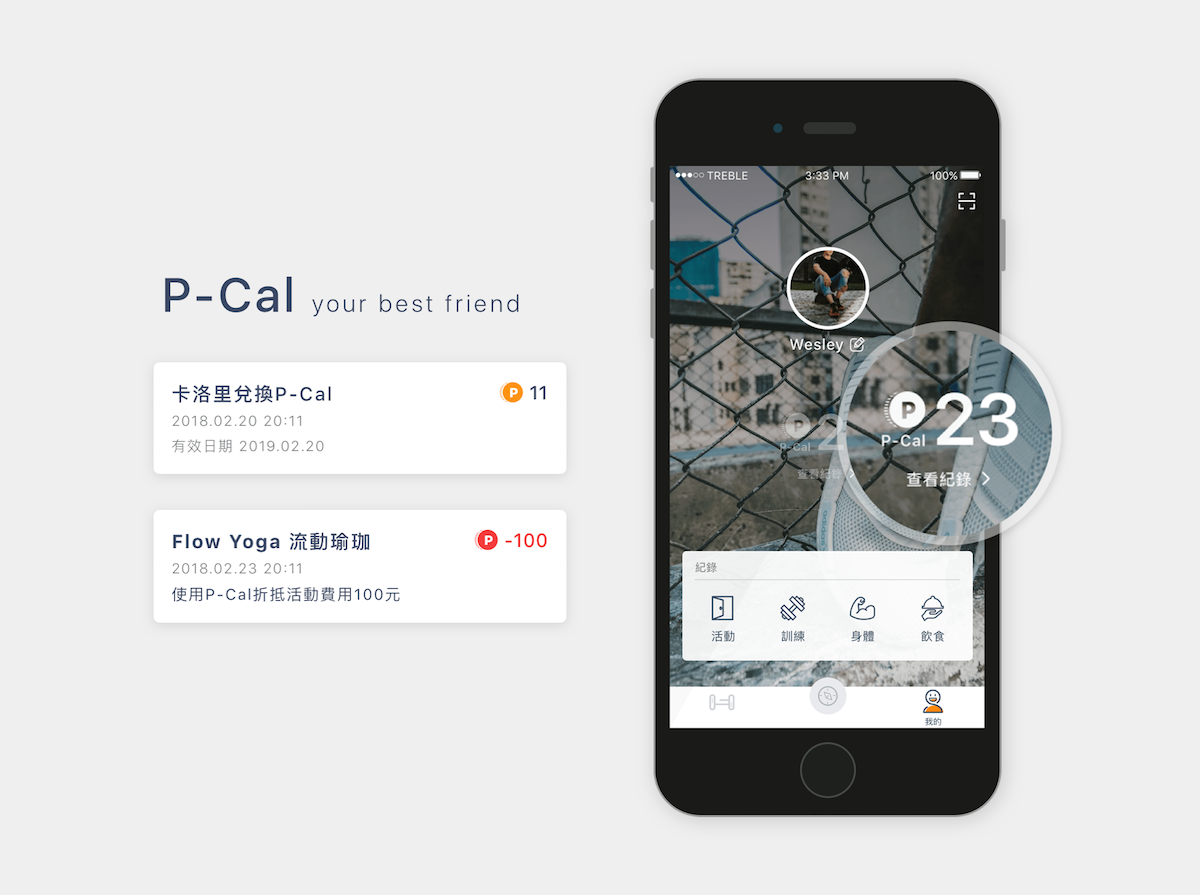 P-Cal your best friend
卡洛里兌換P-Cal
P 11
2018.02.20 20:11
有效日期 2019.02.20
Flow Yoga 流動瑜珈
P -100
2018.02.23 20:11
使用P-Cal折抵活動費用100元
TREBLE 3:33 PM 100%
Wesley
P 2
P-Cal
查看紀錄
P 23
P-Cal
查看紀錄
紀錄
活動 訓練 身體 飲食
我的